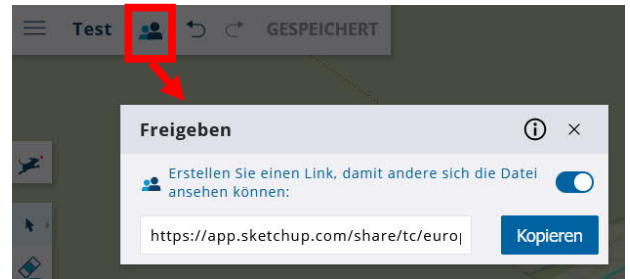 Test
GESPEICHERT
Freigeben
Erstellen Sie einen Link, damit andere sich die Datei
ansehen können:
https://app.sketchup.com/share/tc/europ
Kopieren